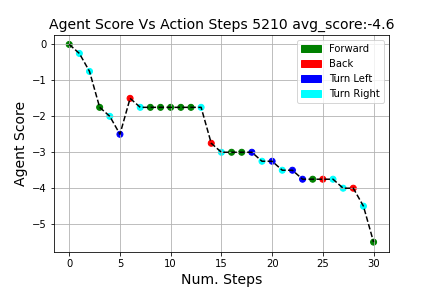 Agent Score Vs Action Steps 5210 avg_score:-4.6
Agent Score
0
−1
−2
−3
−4
−5
Forward
Back
Turn Left
Turn Right
0 5 10 15 20 25 30
Num. Steps